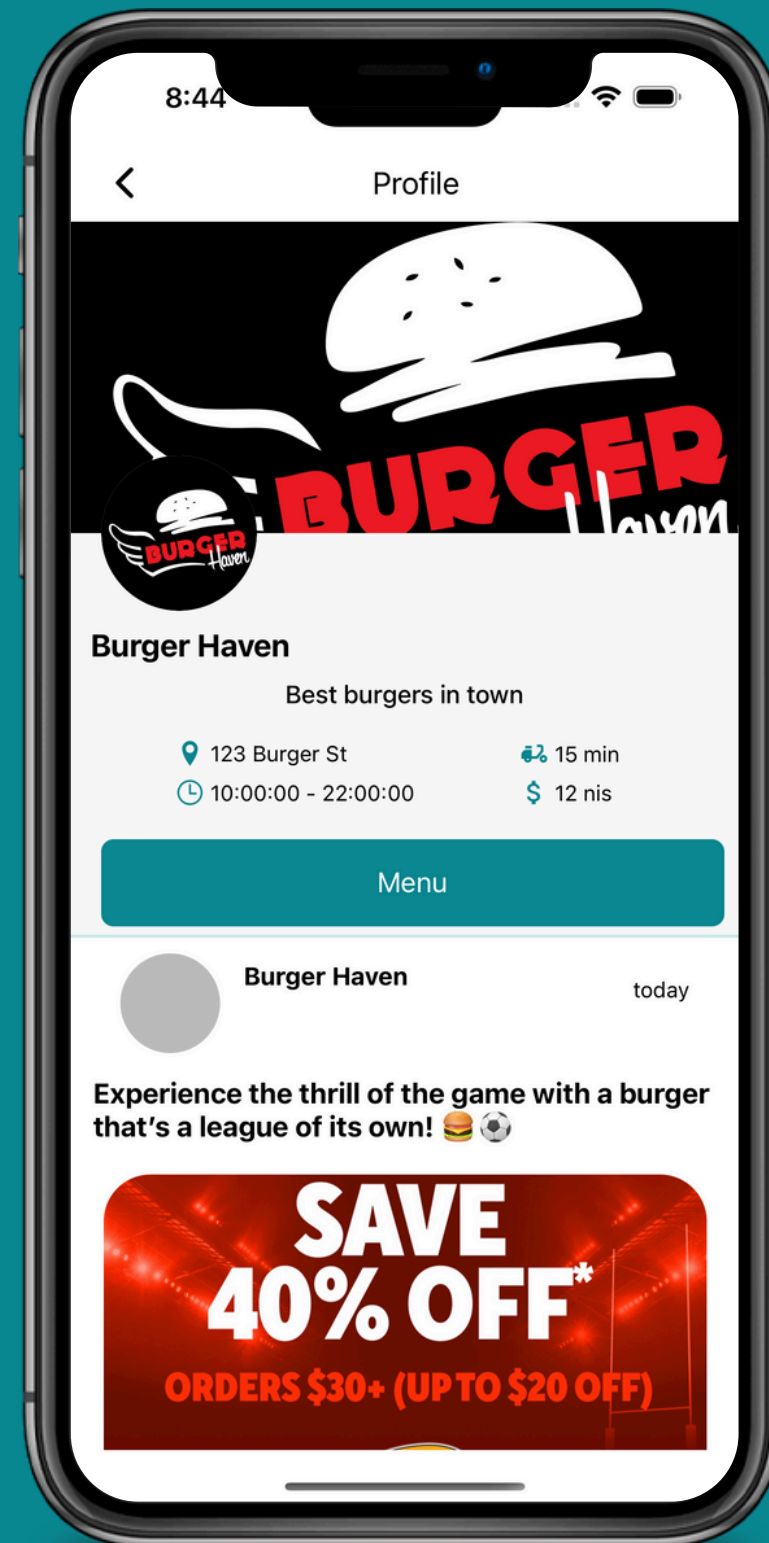 8:44
Profile
BURGER
Haven
BURGER
Haven
Burger Haven
Best burgers in town
123 Burger St
15 min
10:00:00 - 22:00:00
$ 12 nis
Menu
Burger Haven
today
Experience the thrill of the game with a burger
that’s a league of its own! 🍔⚽
SAVE
40% OFF*
ORDERS $30+ (UP TO $20 OFF)